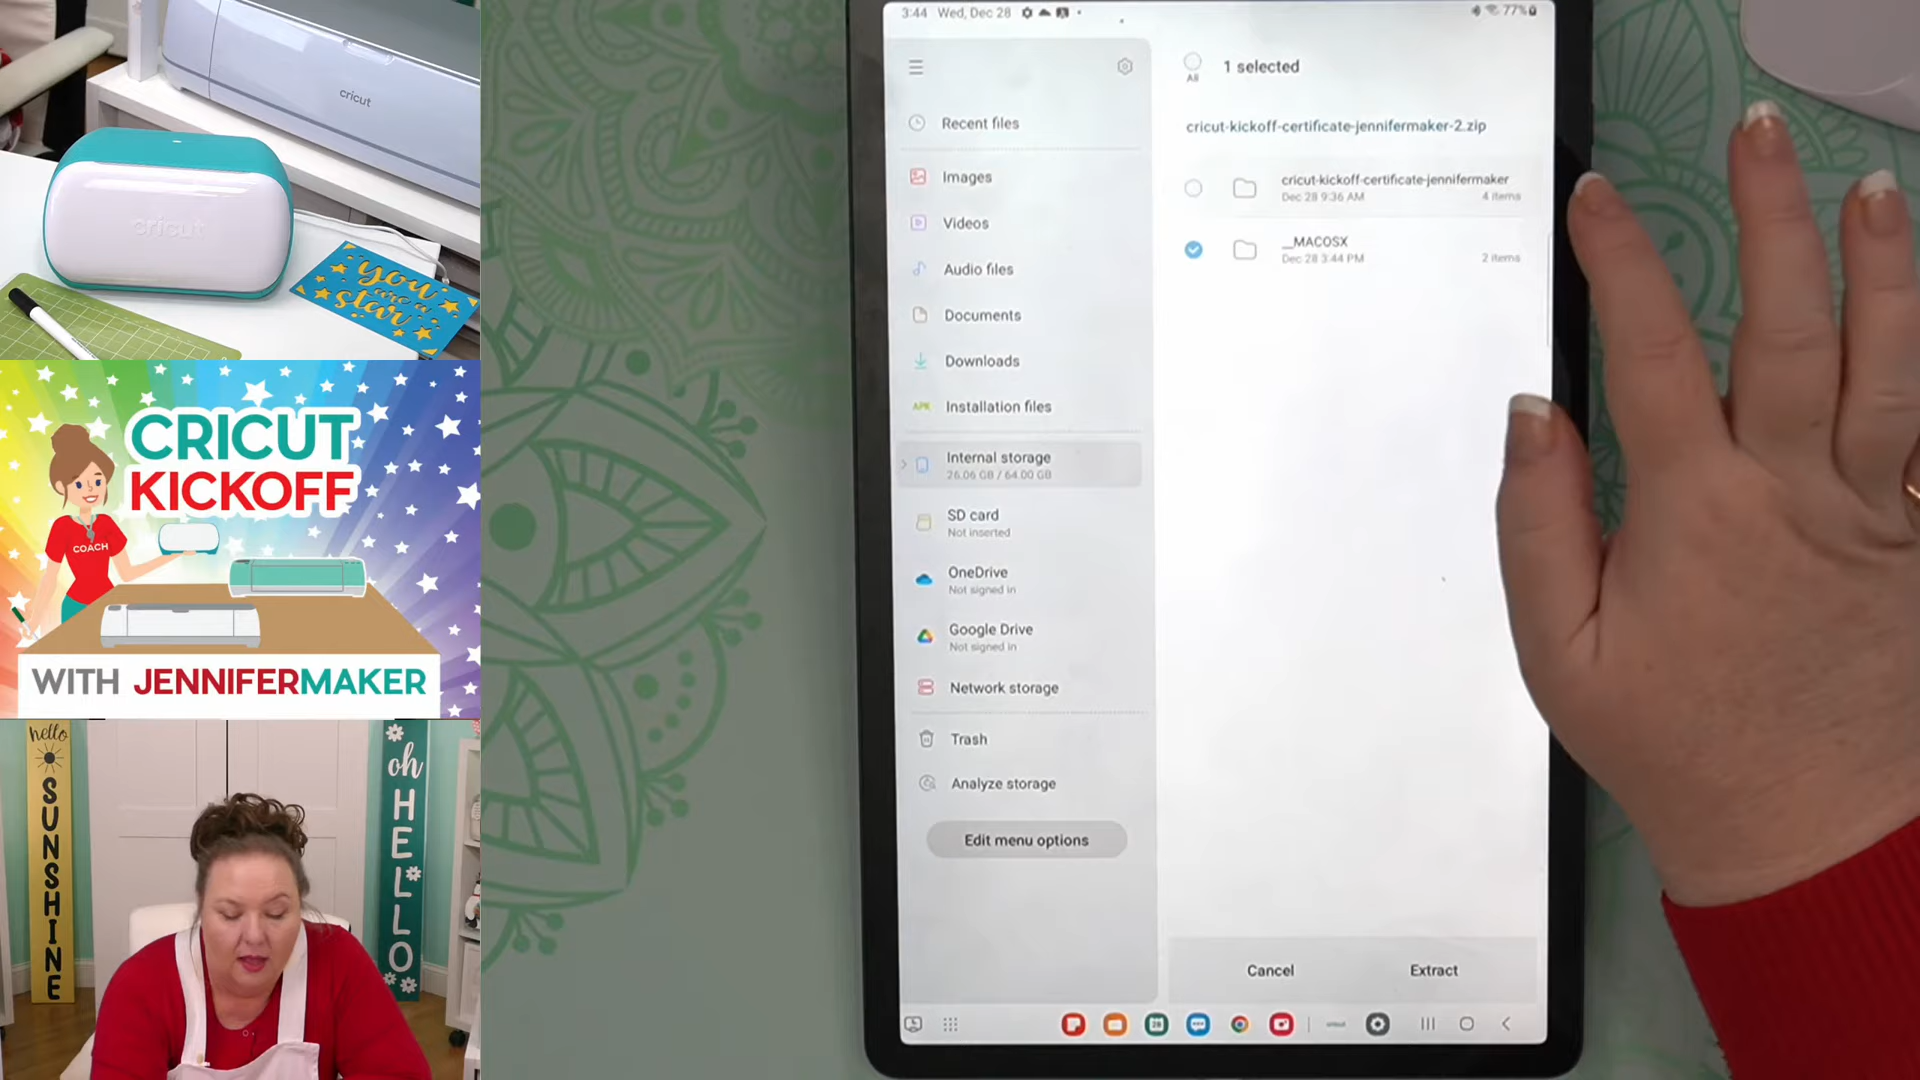 cricut
cricut
you
are a
star
CRICUT
KICKOFF
COACH
WITH JENNIFERMAKER
hello
SUNSHINE
oh
HELLO
3:44 Wed, Dec 28
77%
Recent files
Images
Videos
Audio files
Documents
Downloads
APK Installation files
Internal storage
26.06 GB / 64.00 GB
SD card
Not inserted
OneDrive
Not signed in
Google Drive
Not signed in
Network storage
Trash
Analyze storage
Edit menu options
All
1 selected
cricut-kickoff-certificate-jennifermaker-2.zip
cricut-kickoff-certificate-jennifermaker
Dec 28 9:36 AM 4 items
__MACOSX
Dec 28 3:44 PM 2 items
Cancel Extract